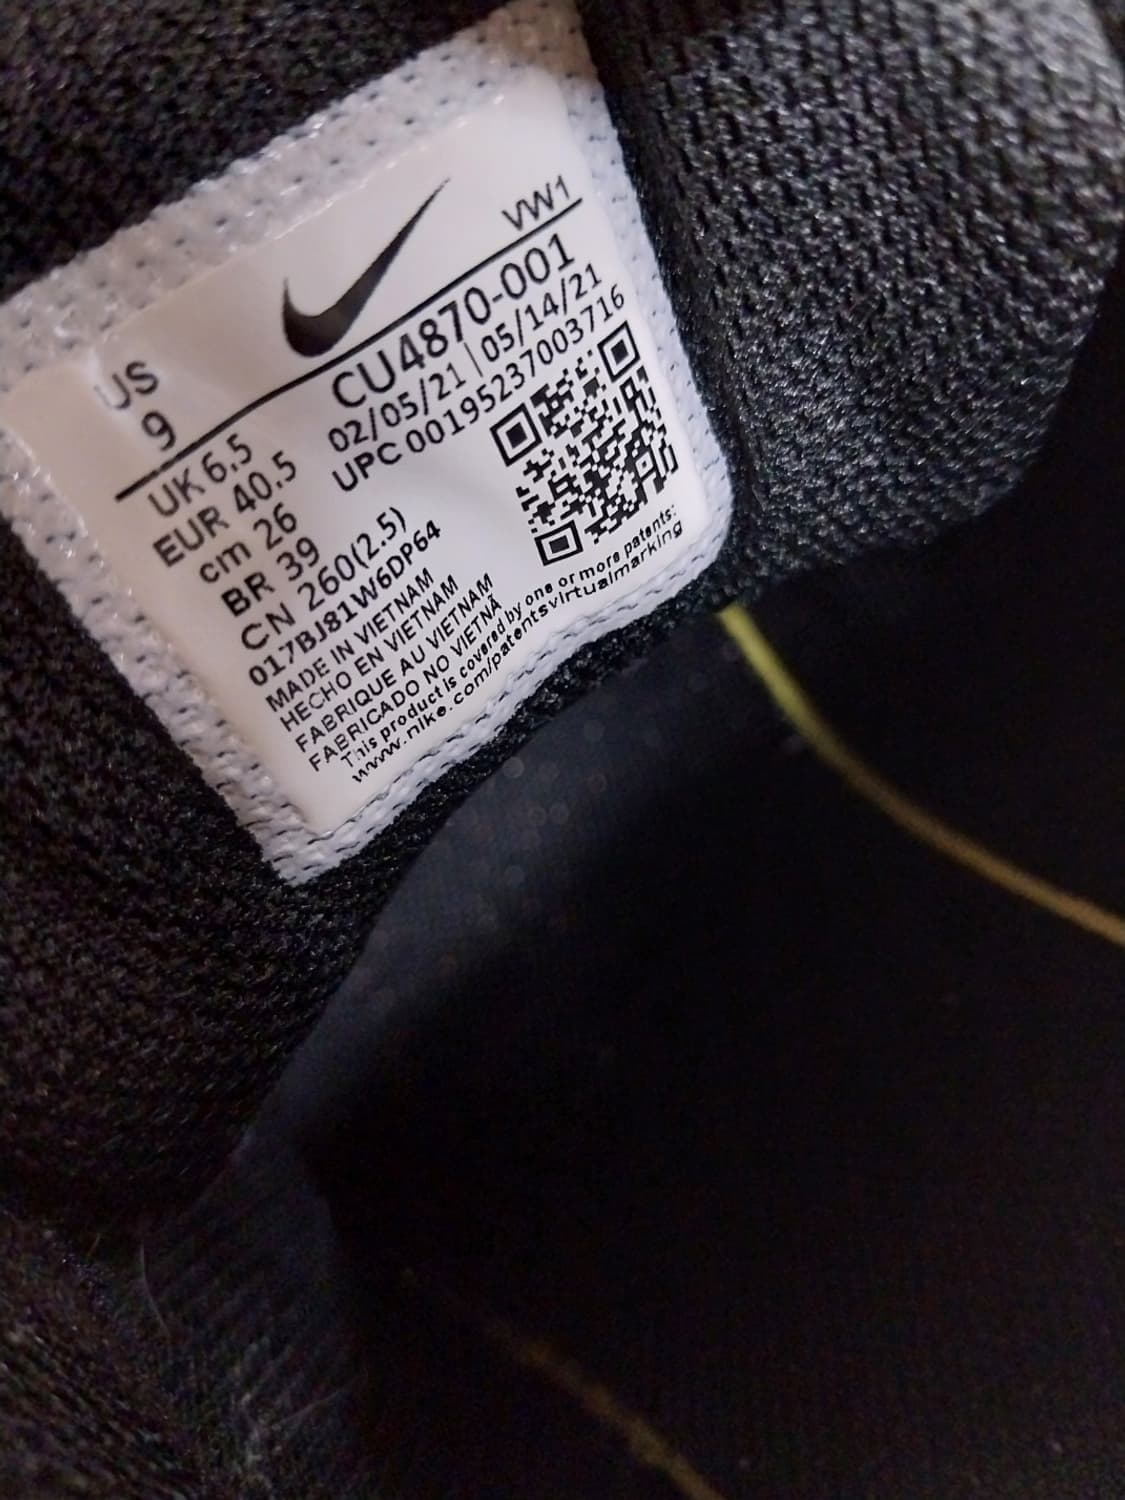 VW1
US
9
CU4870-001
02/05/21 | 05/14/21
UPC 00195237003716
UK 6.5
EUR 40.5
cm 26
BR 39
CN 260(2.5)
017BJ81W6DP64
MADE IN VIETNAM
HECHO EN VIETNAM
FABRIQUE AU VIETNAM
FABRICADO NO VIETNÃ
This product is covered by one or more patents:
www.nike.com/patentsvirtualmarking